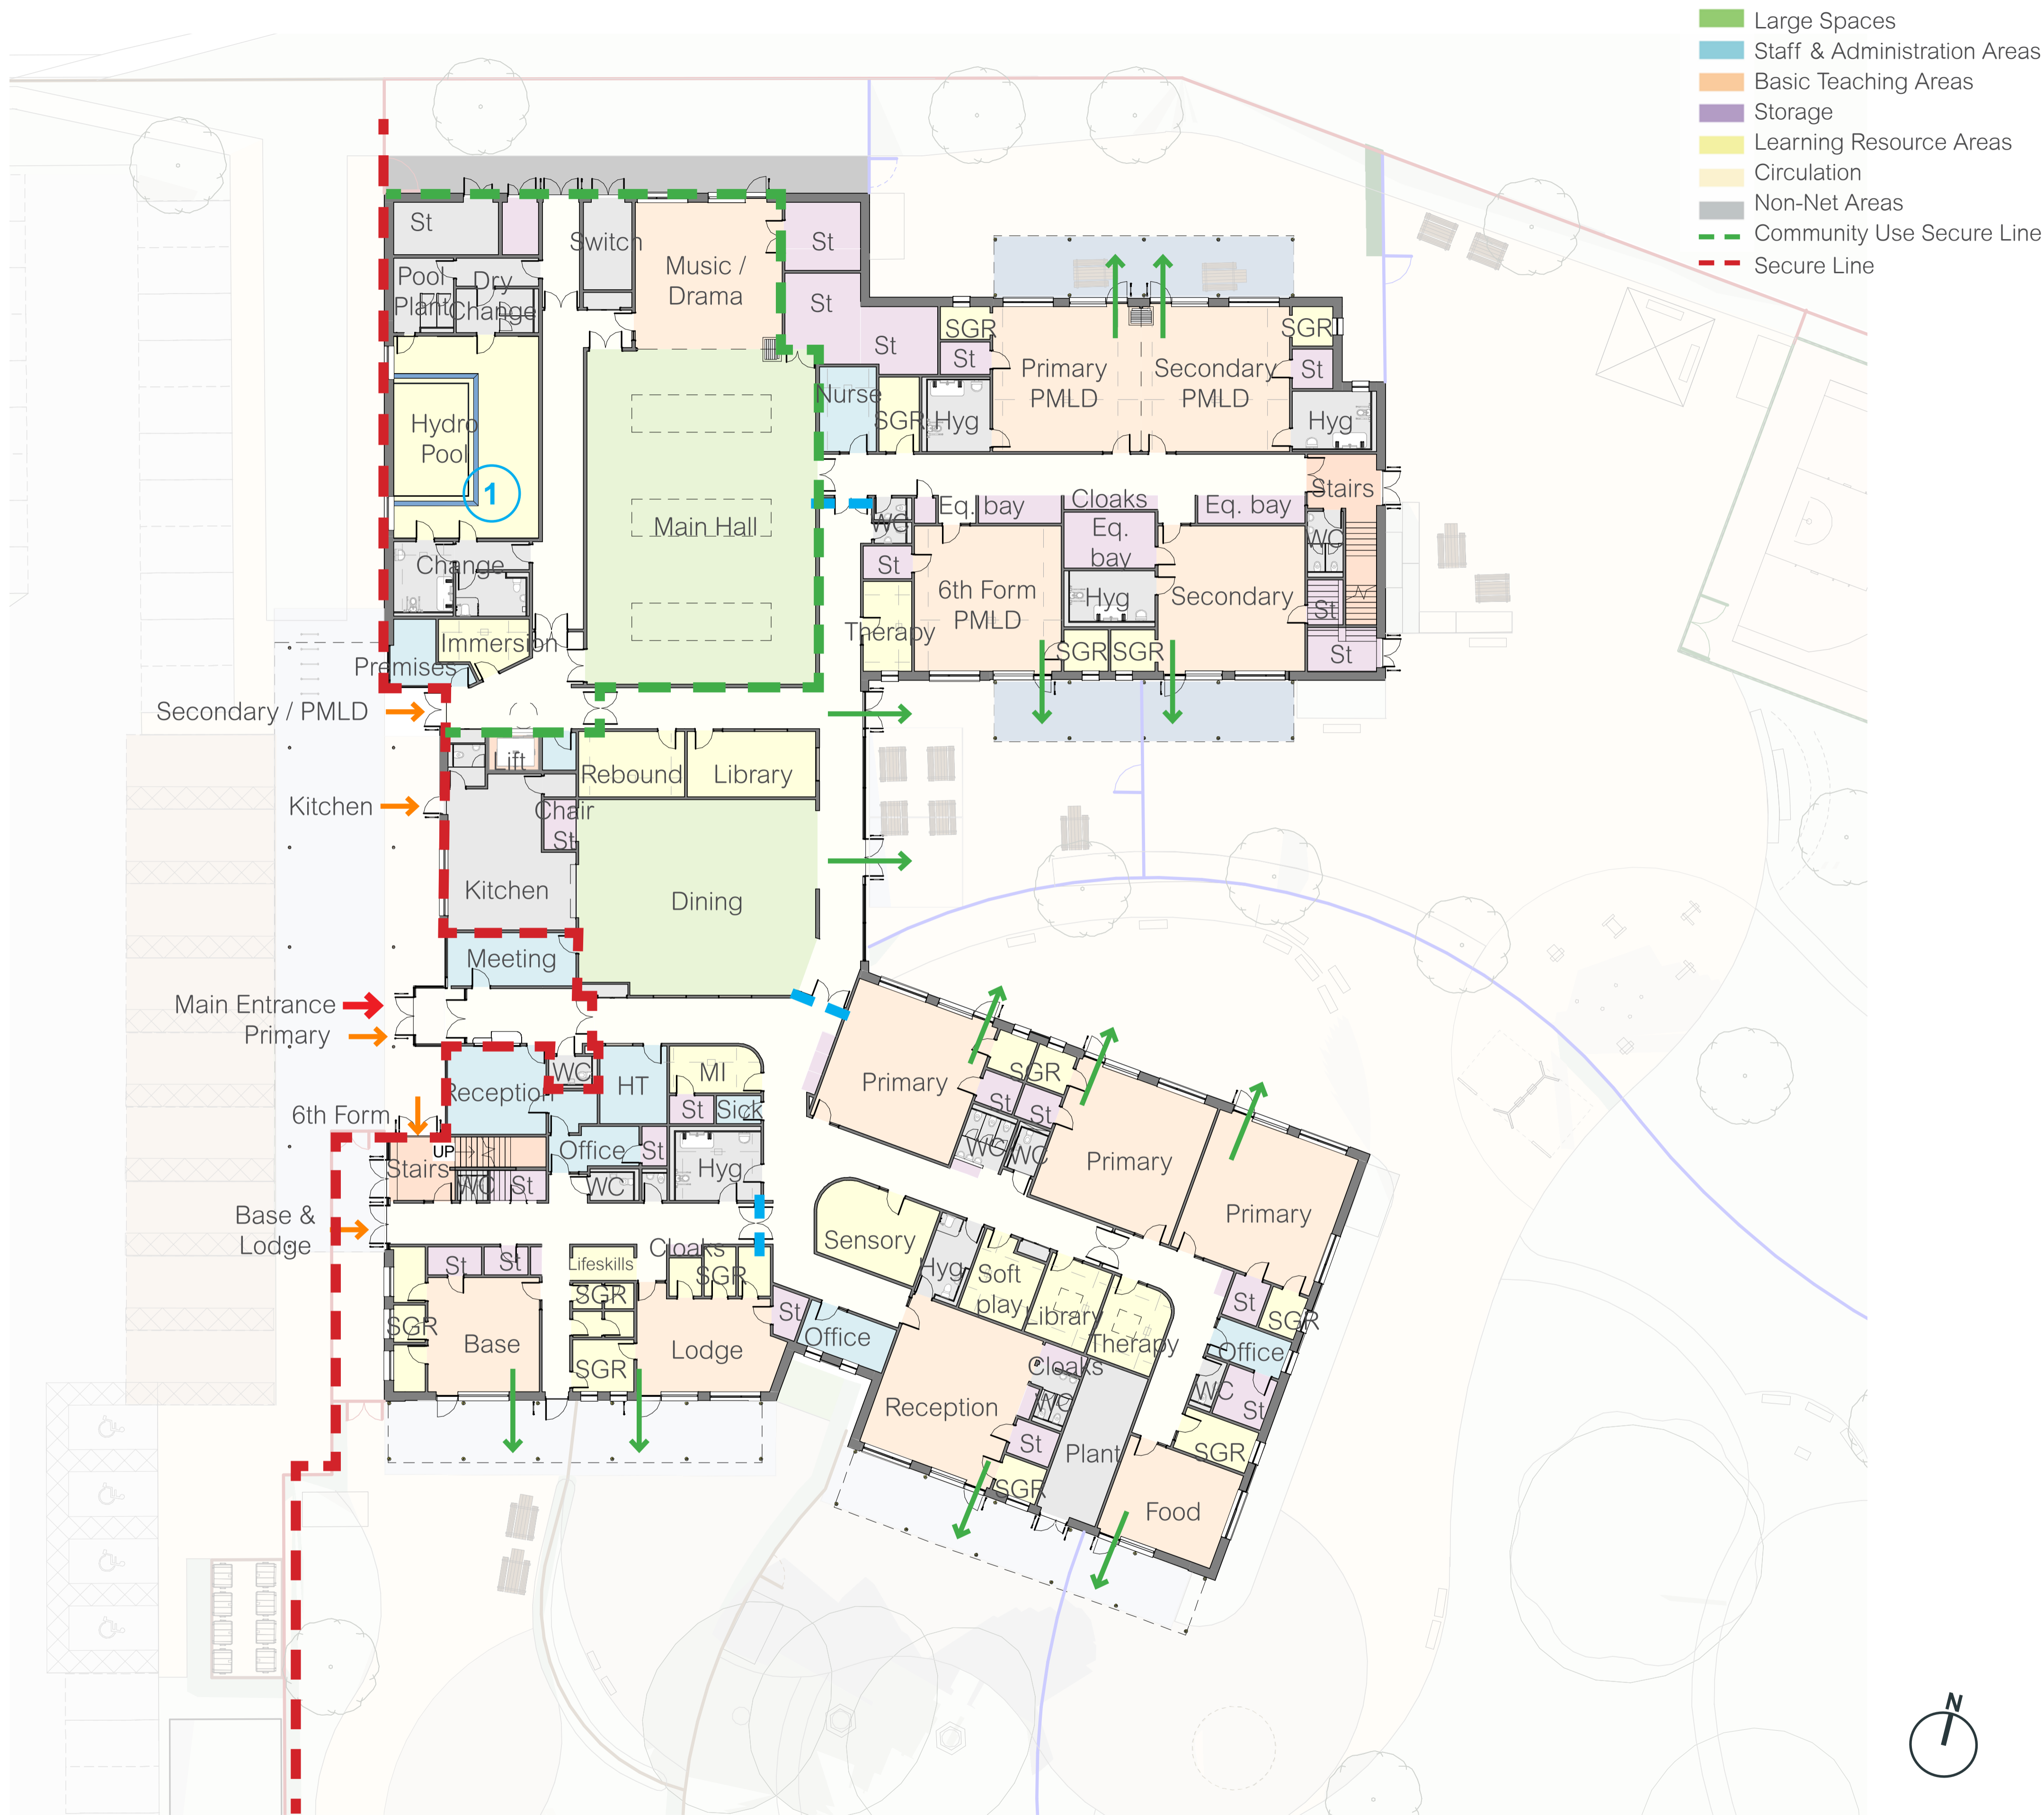 Large Spaces
Staff & Administration Areas
Basic Teaching Areas
Storage
Learning Resource Areas
Circulation
Non-Net Areas
Community Use Secure Line
Secure Line
St
Switch
Music /
Drama
St
Pool
Plant
Dry
Change
St
St
SGR
St
Primary
PMLD
Secondary
PMLD
SGR
St
Nurse
SGR
Hyg
Hyg
Hydro
Pool
1
Main Hall
Stairs
Eq. bay
Cloaks
Eq. bay
WC
Eq.
bay
WC
St
Change
6th Form
PMLD
Hyg
Secondary
St
Therapy
Immersion
SGR
SGR
St
Premises
Secondary / PMLD
Lift
Rebound
Library
Kitchen
Chair
St
Kitchen
Dining
Meeting
Main Entrance
Primary
WC
HT
MI
Reception
St
Sick
6th Form
UP
Stairs
Office
St
Hyg
WC
St
WC
Base &
Lodge
Cloaks
St
St
Lifeskills
SGR
SGR
SGR
Base
SGR
Lodge
St
Office
Primary
SGR
St
St
WC
WC
Primary
Primary
Sensory
Hyg
Soft
play
Library
Therapy
St
SGR
Office
Cloaks
WC
WC
St
Reception
St
Plant
SGR
SGR
Food
N